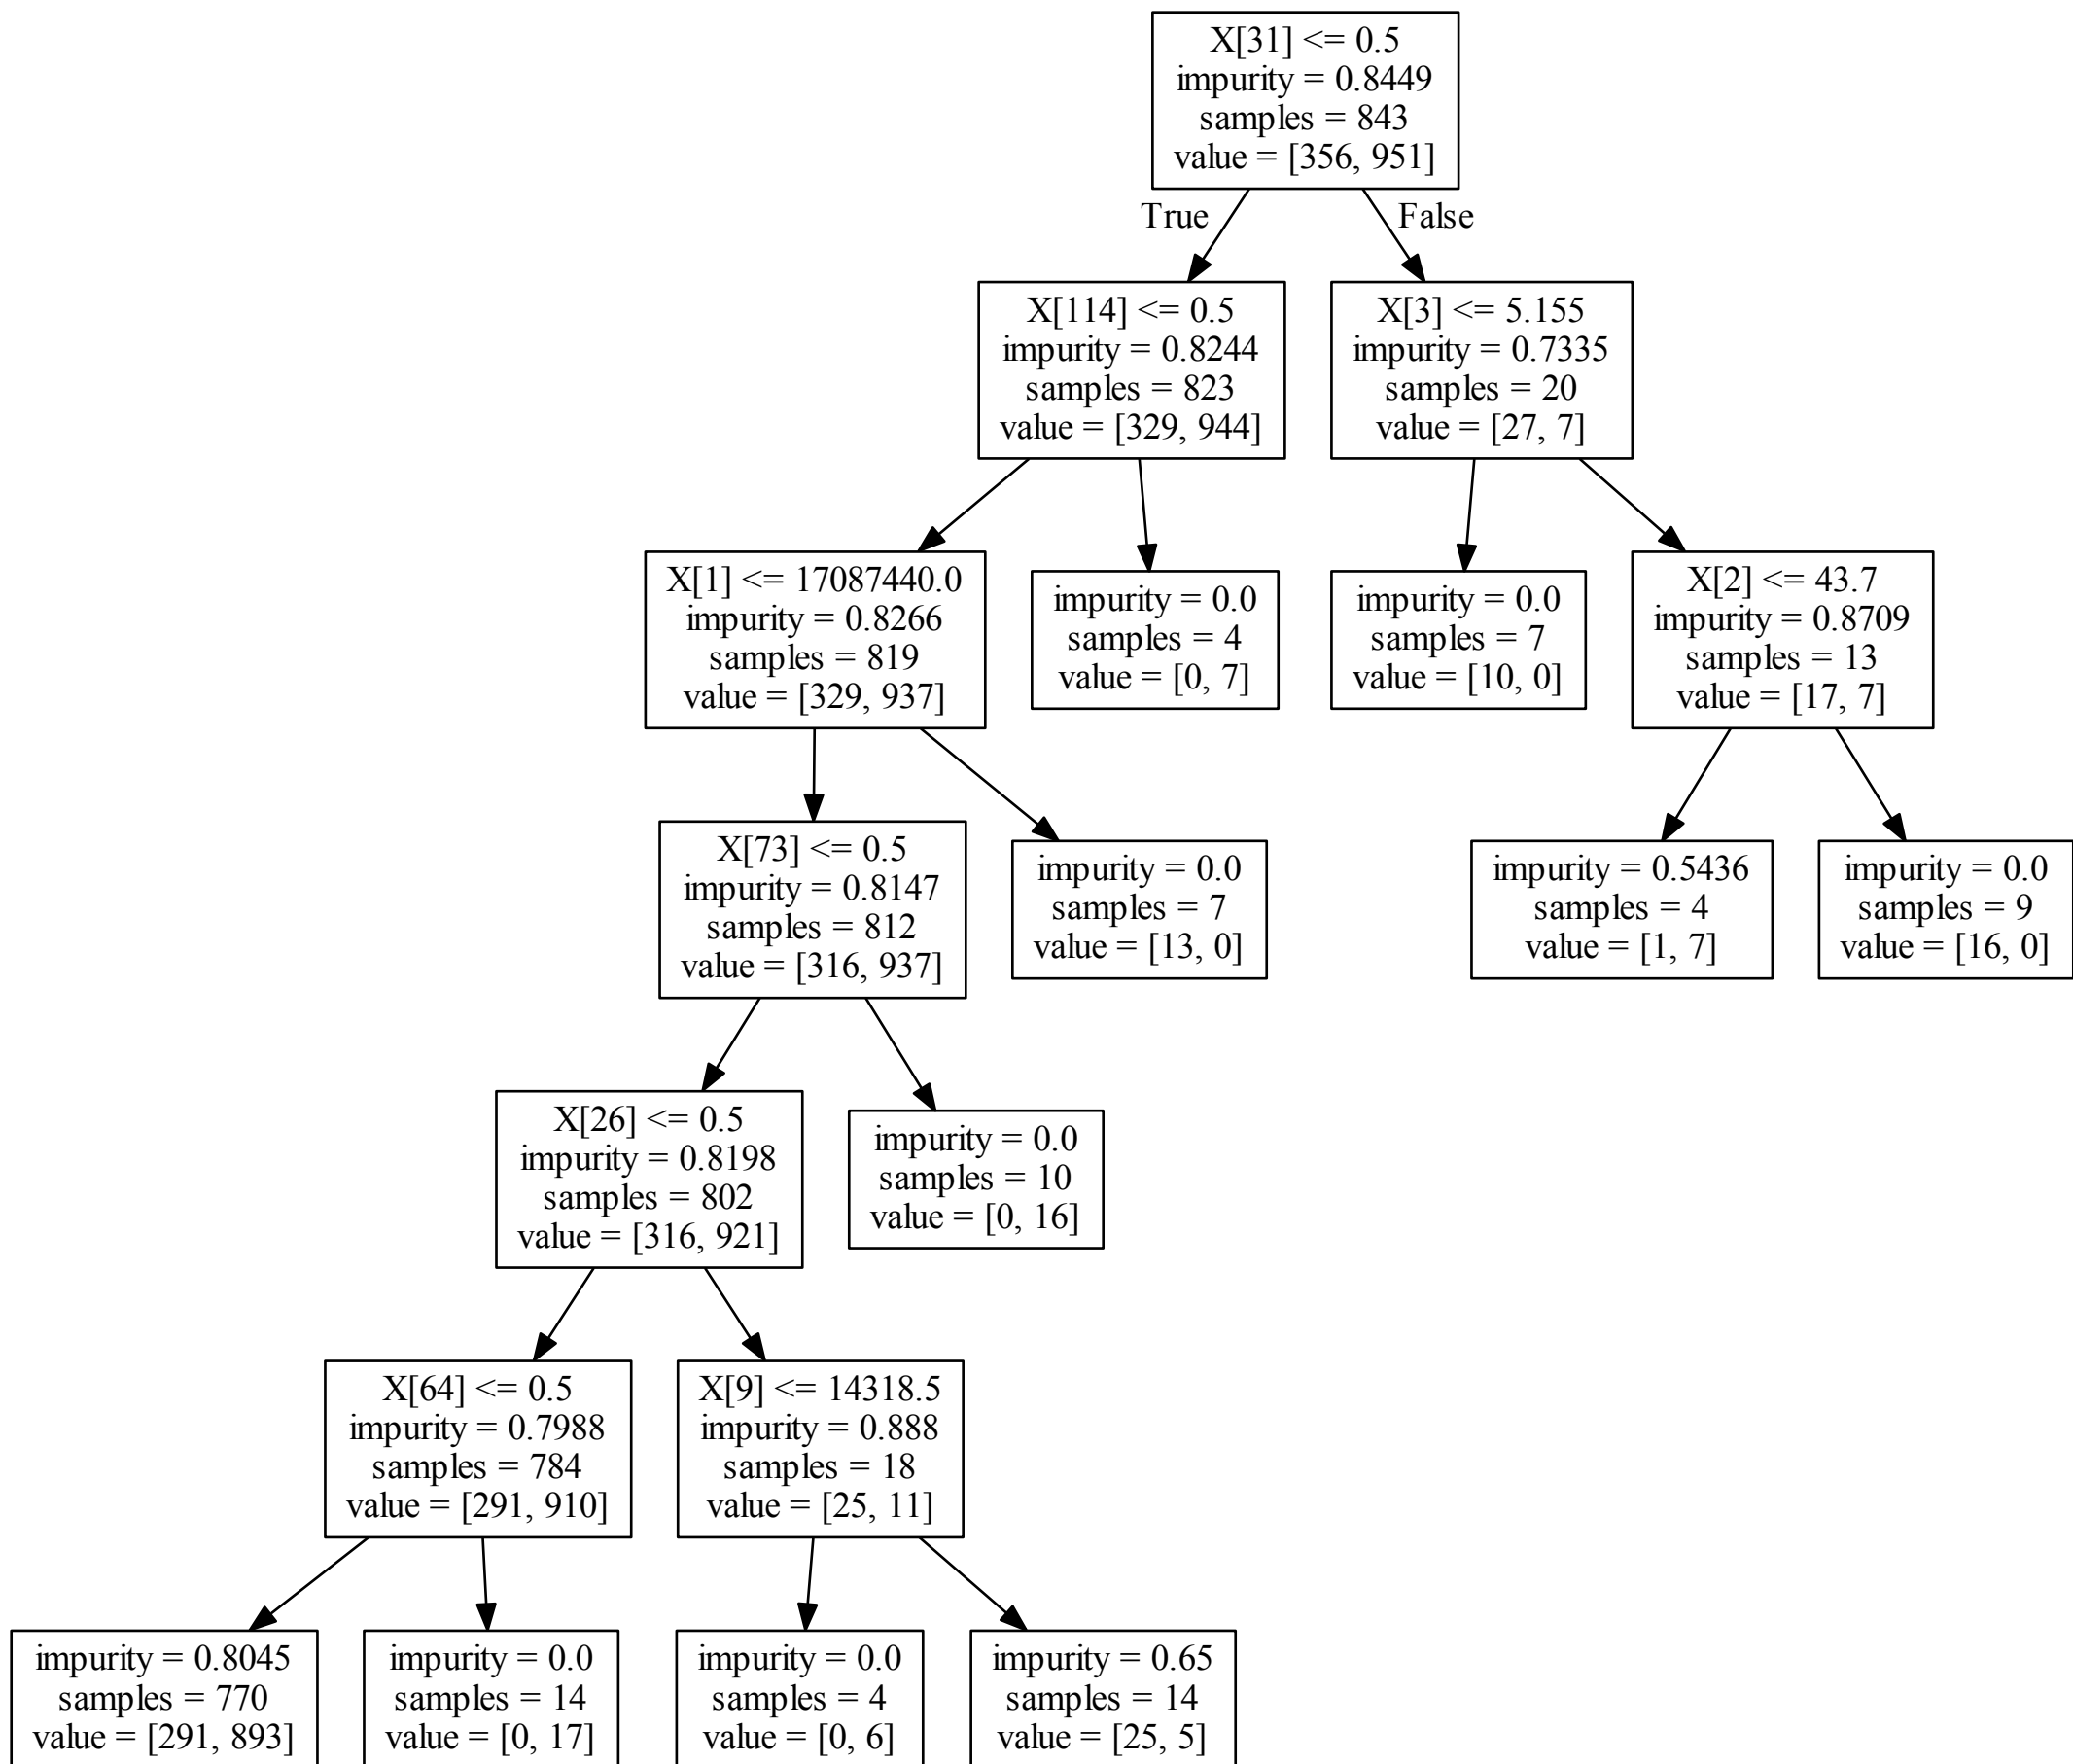 X[31] <= 0.5
impurity = 0.8449
samples = 843
value = [356, 951]
True
False
X[114] <= 0.5
impurity = 0.8244
samples = 823
value = [329, 944]
X[3] <= 5.155
impurity = 0.7335
samples = 20
value = [27, 7]
X[1] <= 17087440.0
impurity = 0.8266
samples = 819
value = [329, 937]
impurity = 0.0
samples = 4
value = [0, 7]
impurity = 0.0
samples = 7
value = [10, 0]
X[2] <= 43.7
impurity = 0.8709
samples = 13
value = [17, 7]
X[73] <= 0.5
impurity = 0.8147
samples = 812
value = [316, 937]
impurity = 0.0
samples = 7
value = [13, 0]
impurity = 0.5436
samples = 4
value = [1, 7]
impurity = 0.0
samples = 9
value = [16, 0]
X[26] <= 0.5
impurity = 0.8198
samples = 802
value = [316, 921]
impurity = 0.0
samples = 10
value = [0, 16]
X[64] <= 0.5
impurity = 0.7988
samples = 784
value = [291, 910]
X[9] <= 14318.5
impurity = 0.888
samples = 18
value = [25, 11]
impurity = 0.8045
samples = 770
value = [291, 893]
impurity = 0.0
samples = 14
value = [0, 17]
impurity = 0.0
samples = 4
value = [0, 6]
impurity = 0.65
samples = 14
value = [25, 5]